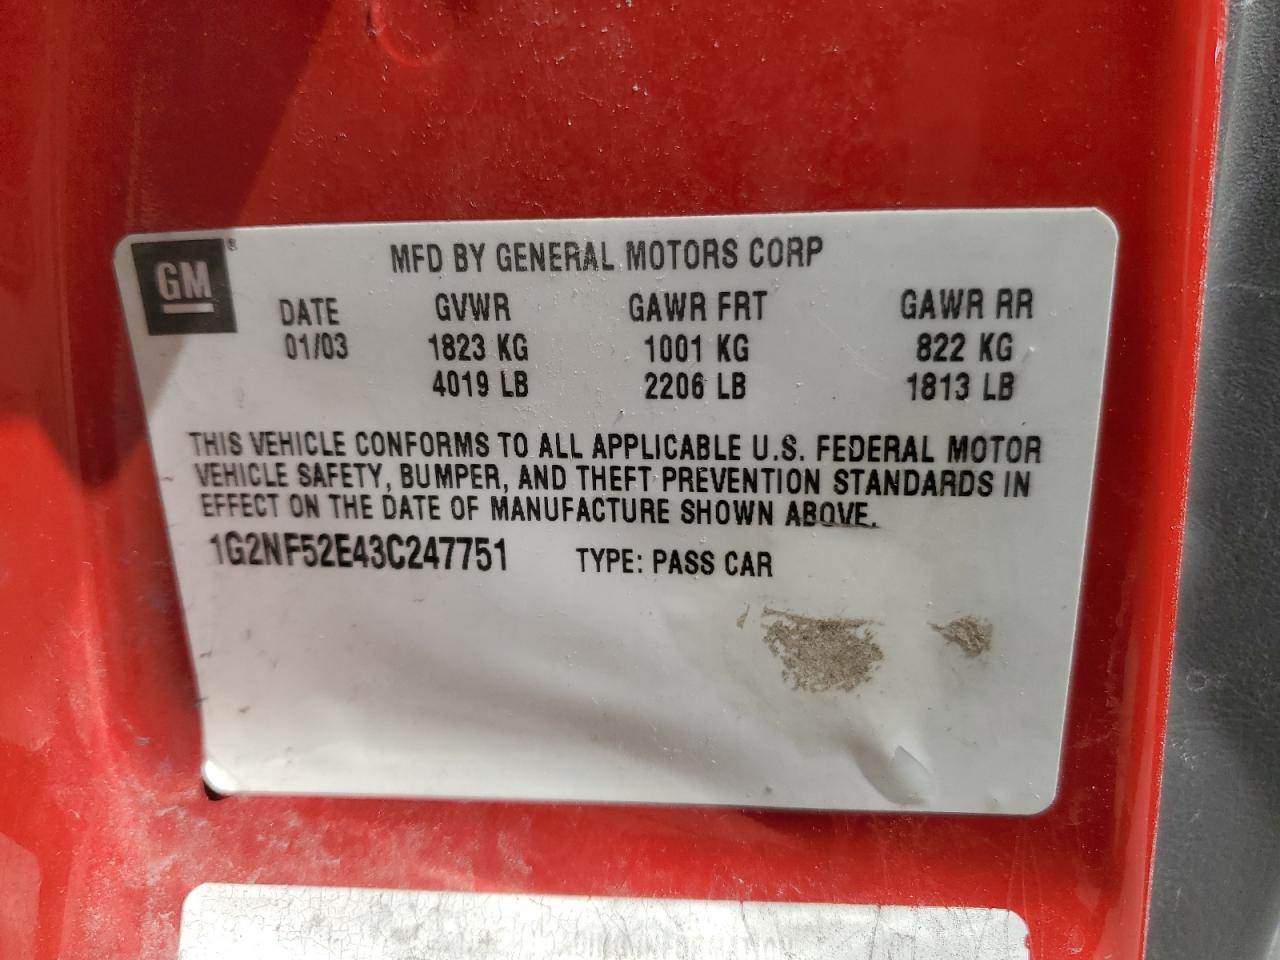 GM ®
MFD BY GENERAL MOTORS CORP
DATE GVWR GAWR FRT GAWR RR
01/03 1823 KG 1001 KG 822 KG
4019 LB 2206 LB 1813 LB
THIS VEHICLE CONFORMS TO ALL APPLICABLE U.S. FEDERAL MOTOR
VEHICLE SAFETY, BUMPER, AND THEFT PREVENTION STANDARDS IN
EFFECT ON THE DATE OF MANUFACTURE SHOWN ABOVE.
1G2NF52E43C247751 TYPE: PASS CAR
INFORMATION